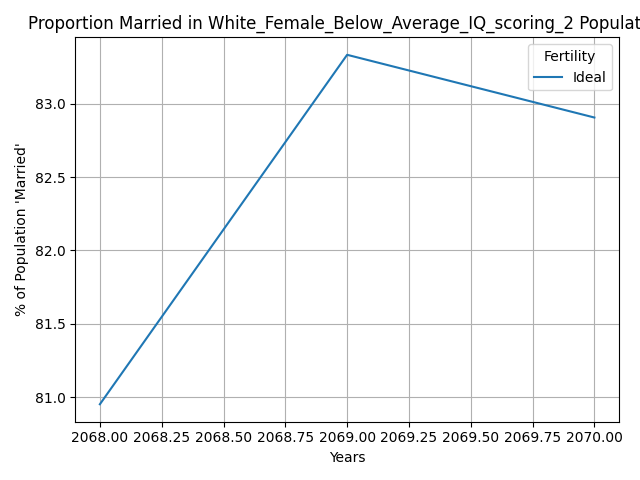 Proportion Married in White_Female_Below_Average_IQ_scoring_2 Populat
Fertility
Ideal
83.0
82.5
82.0
81.5
81.0
% of Population 'Married'
2068.00 2068.25 2068.50 2068.75 2069.00 2069.25 2069.50 2069.75 2070.00
Years